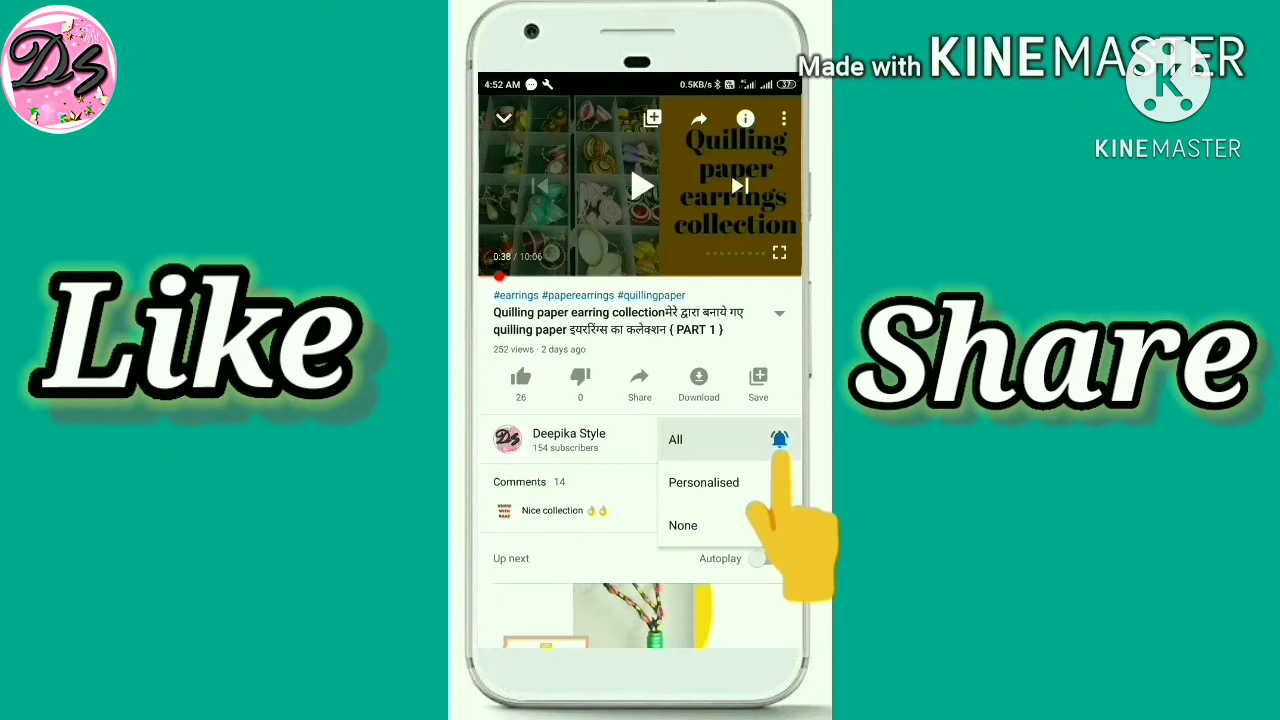 DS
Made with KINEMASTER
K
KINEMASTER
Like
Share
4:52 AM
0.5KB/s
37
Quilling
paper
earrings
collection
0:38 / 10:06
#earrings #paperearrings #quillingpaper
Quilling paper earring collectionमेरे द्वारा बनाये गए
quilling paper इयररिंग्स का कलेक्शन { PART 1 }
252 views · 2 days ago
26
0
Share
Download
Save
DS
Deepika Style
154 subscribers
All
Personalised
None
Comments 14
Nice collection 👌👌
Up next
Autoplay